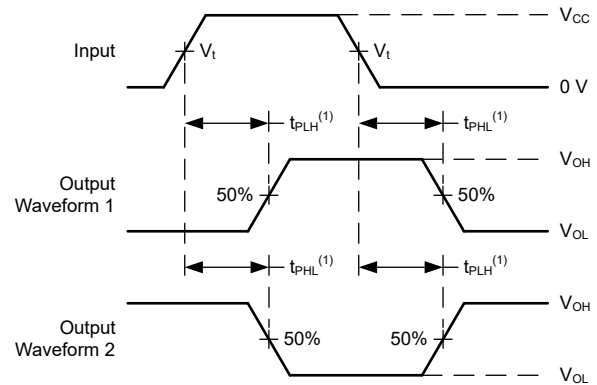 V_CC
Input
V_t
V_t
0 V
t_PLH^(1)
t_PHL^(1)
V_OH
Output
Waveform 1
50%
50%
V_OL
t_PHL^(1)
t_PLH^(1)
V_OH
Output
Waveform 2
50%
50%
V_OL